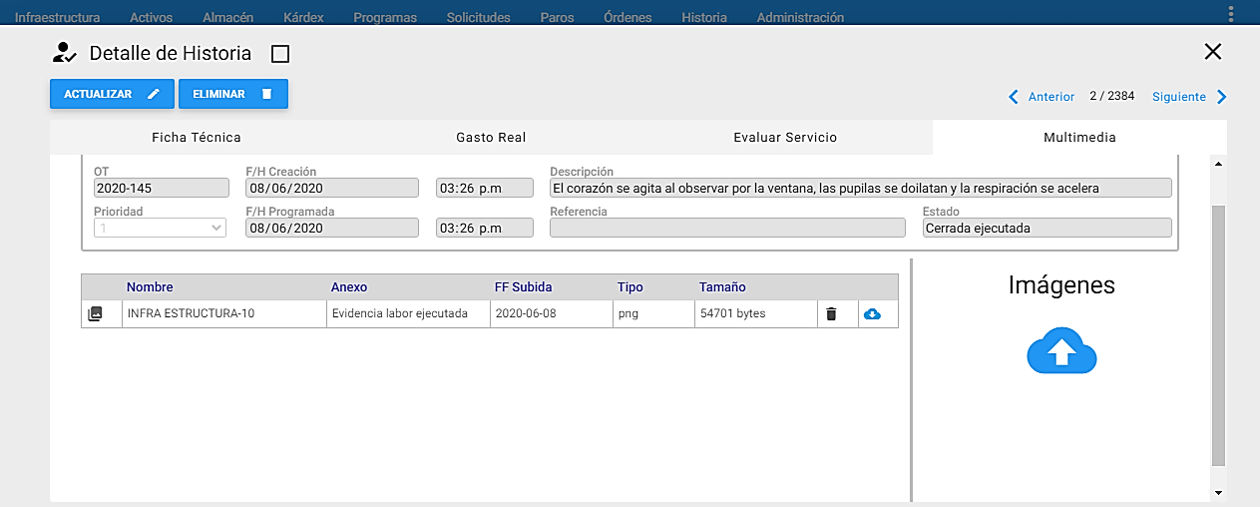 Infraestructura Activos Almacén Kárdex Programas Solicitudes Paros Órdenes Historia Administración
Detalle de Historia
ACTUALIZAR ELIMINAR
Anterior 2 / 2384 Siguiente
Ficha Técnica Gasto Real Evaluar Servicio Multimedia
OT F/H Creación Descripción
2020-145 08/06/2020 03:26 p.m El corazón se agita al observar por la ventana, las pupilas se doilatan y la respiración se acelera
Prioridad F/H Programada Referencia Estado
1 08/06/2020 03:26 p.m Cerrada ejecutada
Imágenes
Nombre Anexo FF Subida Tipo Tamaño
INFRA ESTRUCTURA-10 Evidencia labor ejecutada 2020-06-08 png 54701 bytes